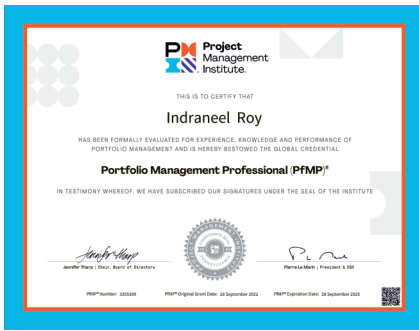 Project
Management
Institute.
THIS IS TO CERTIFY THAT
Indraneel Roy
HAS BEEN FORMALLY EVALUATED FOR EXPERIENCE, KNOWLEDGE AND PERFORMANCE OF
PORTFOLIO MANAGEMENT AND IS HEREBY BESTOWED THE GLOBAL CREDENTIAL
Portfolio Management Professional (PfMP)®
IN TESTIMONY WHEREOF, WE HAVE SUBSCRIBED OUR SIGNATURES UNDER THE SEAL OF THE INSTITUTE
Jennifer Tharp | Chair, Board of Directors
Pierre Le Manh | President & CEO
PfMP® Number: 3355300
PfMP® Original Grant Date: 28 September 2022
PfMP® Expiration Date: 28 September 2025